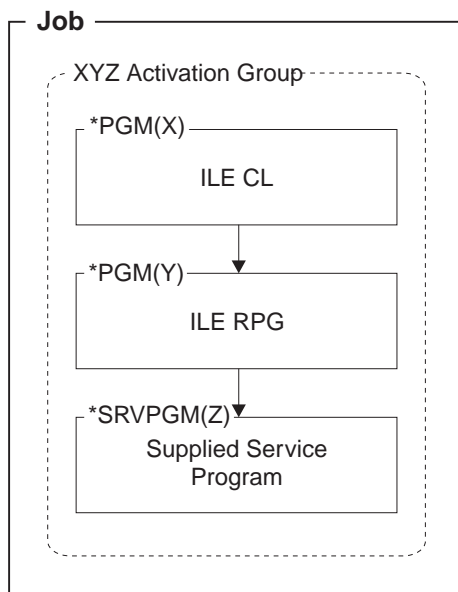 Job
XYZ Activation Group
*PGM(X)
ILE CL
*PGM(Y)
ILE RPG
*SRVPGM(Z)
Supplied Service
Program